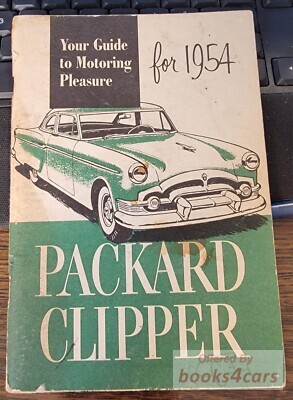 Your Guide
to Motoring
Pleasure
for 1954
PACKARD
CLIPPER
Offered by
books4cars